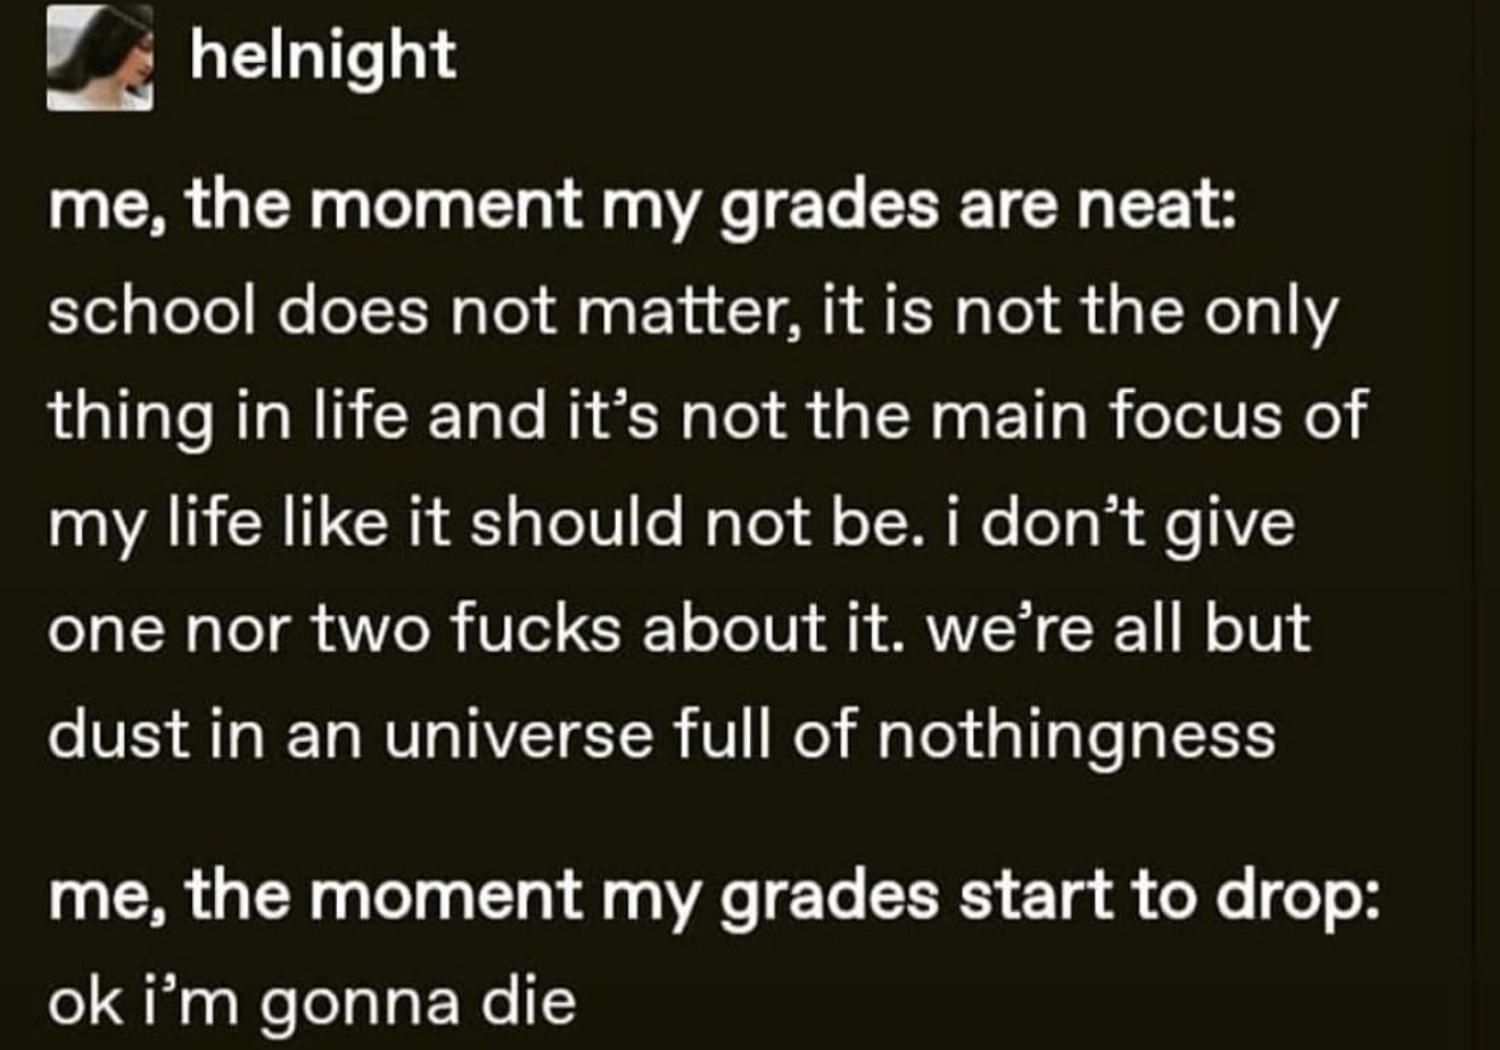 helnight
me, the moment my grades are neat:
school does not matter, it is not the only
thing in life and it’s not the main focus of
my life like it should not be. i don’t give
one nor two fucks about it. we’re all but
dust in an universe full of nothingness
me, the moment my grades start to drop:
ok i’m gonna die